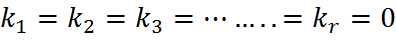 k₁ = k₂ = k₃ = ⋯ … . . = kᵣ = 0